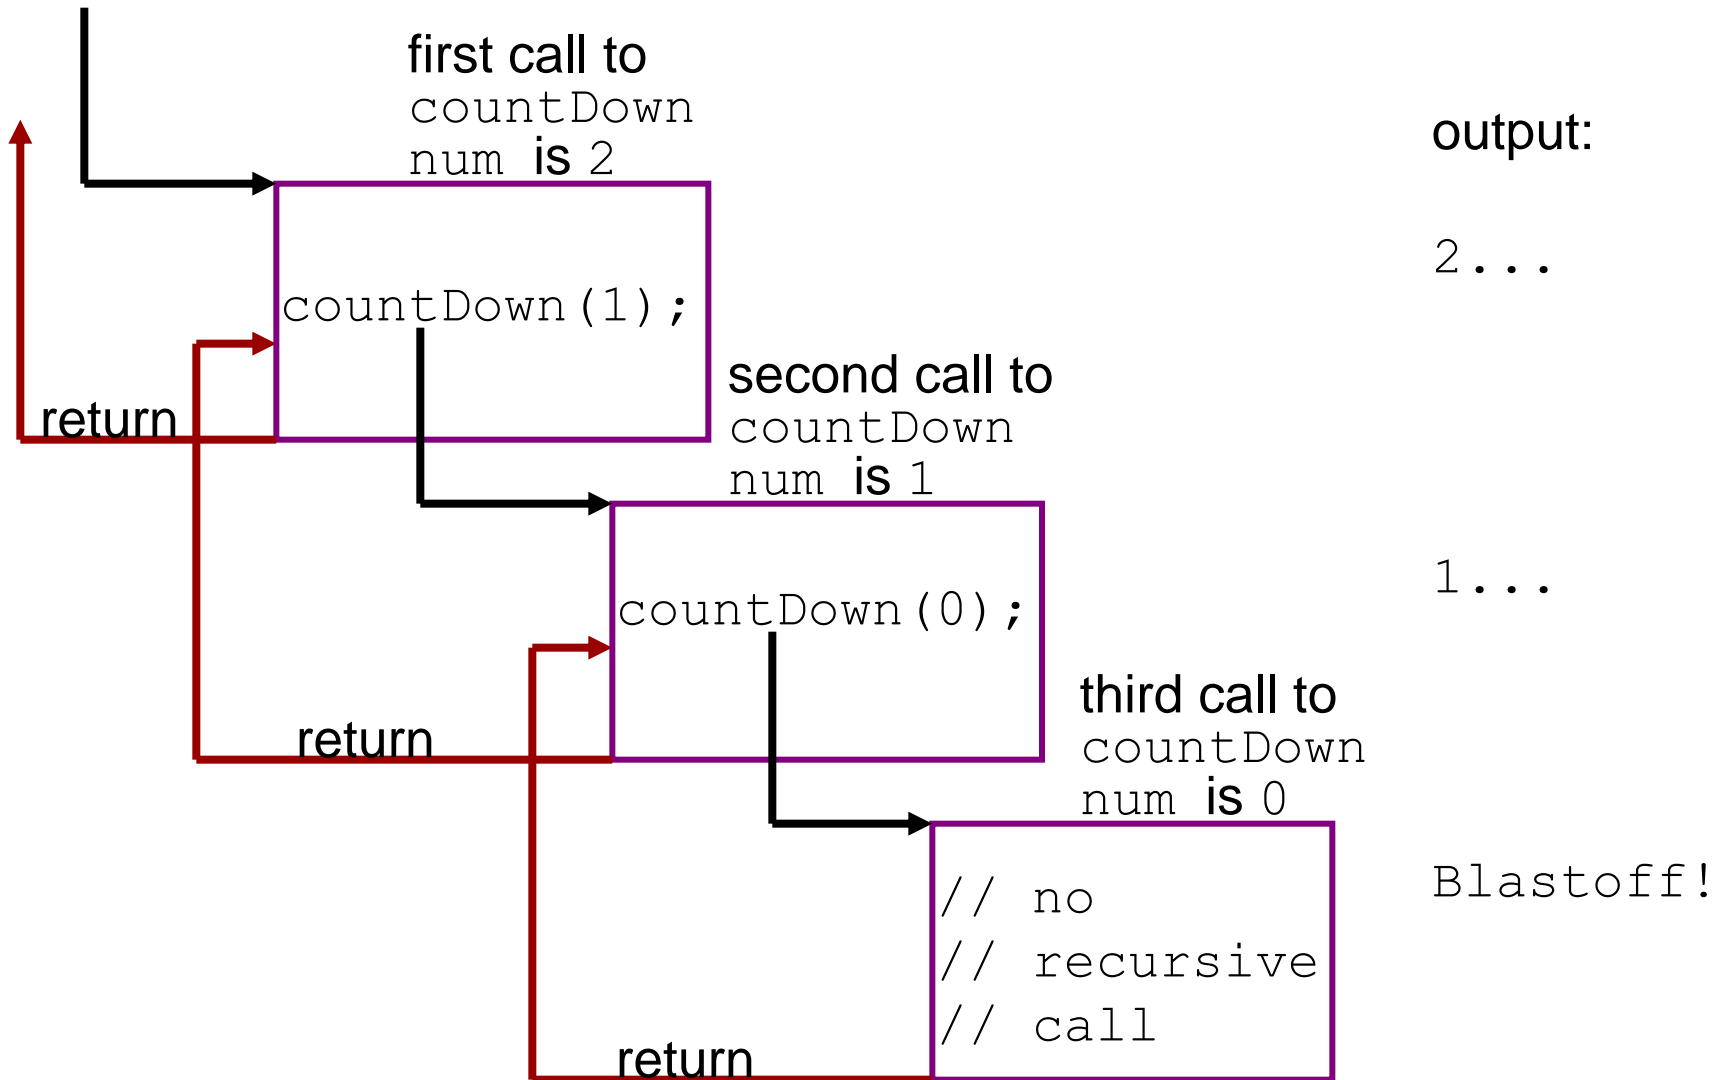 first call to
countDown
num is 2
output:
2...
countDown(1);
second call to
countDown
num is 1
return
1...
countDown(0);
third call to
countDown
num is 0
return
Blastoff!
// no
// recursive
// call
return